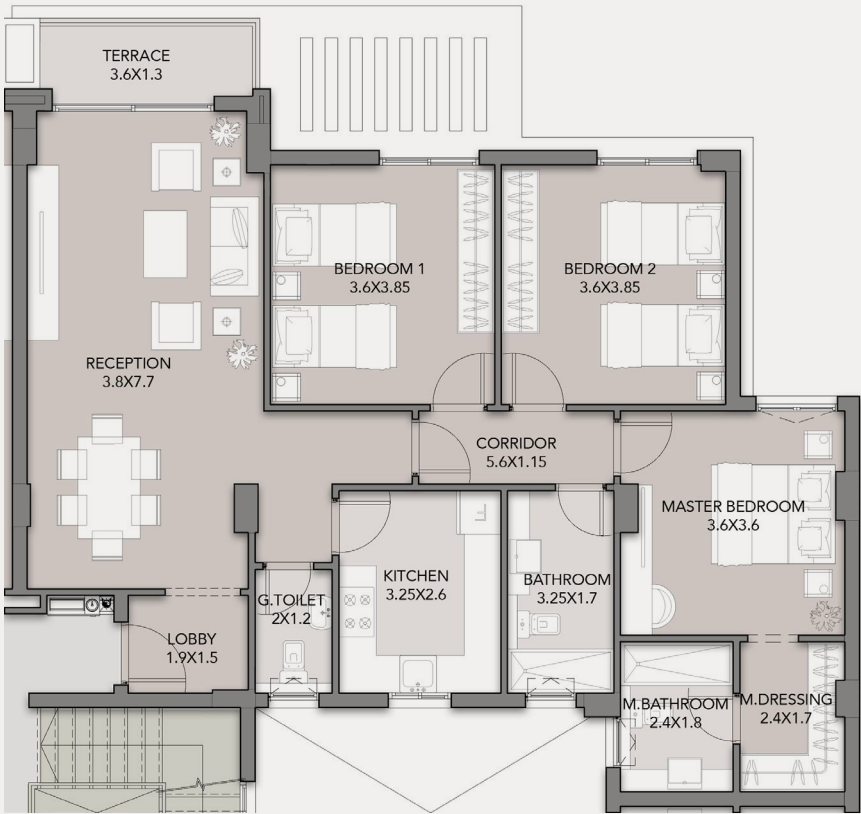 TERRACE
3.6X1.3
BEDROOM 1
3.6X3.85
BEDROOM 2
3.6X3.85
RECEPTION
3.8X7.7
CORRIDOR
5.6X1.15
MASTER BEDROOM
3.6X3.6
KITCHEN
3.25X2.6
BATHROOM
3.25X1.7
G.TOILET
2X1.2
LOBBY
1.9X1.5
M.BATHROOM
2.4X1.8
M.DRESSING
2.4X1.7